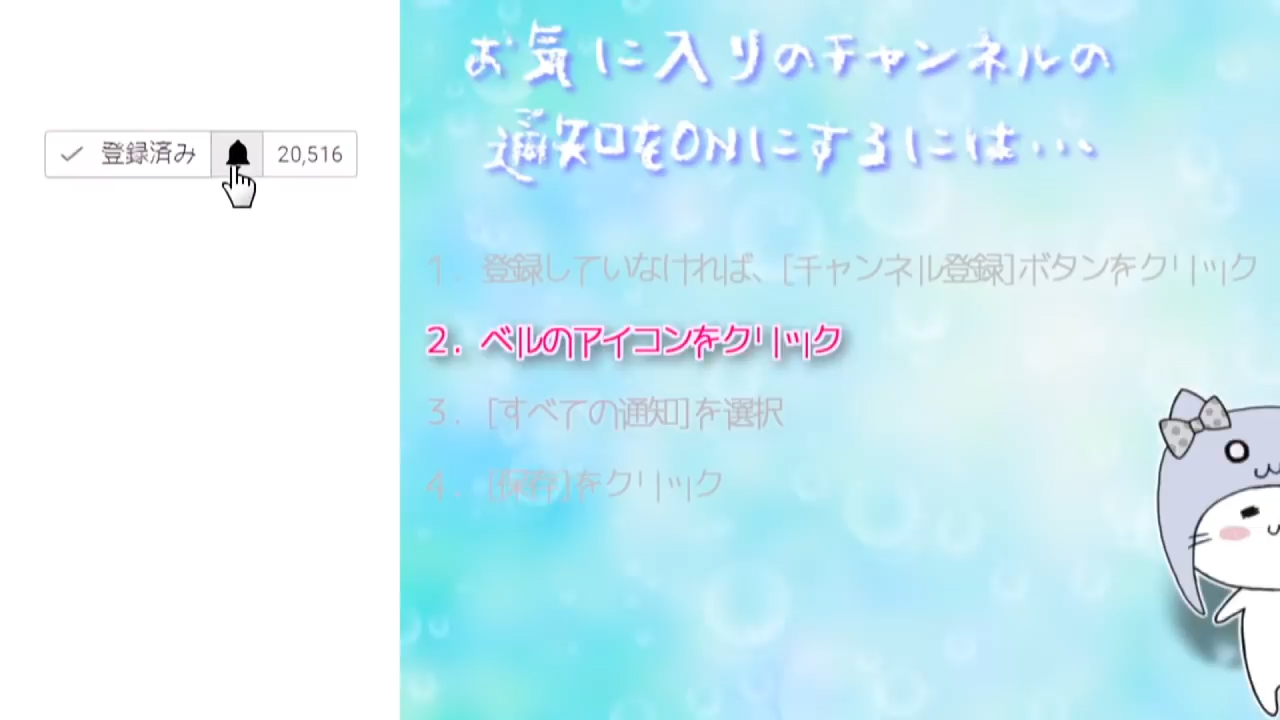 登録済み 20,516
お気に入りのチャンネルの
通知をONにするには・・・
1. 登録していなければ、[チャンネル登録]ボタンをクリック
2. ベルのアイコンをクリック
3. [すべての通知]を選択
4. [保存]をクリック